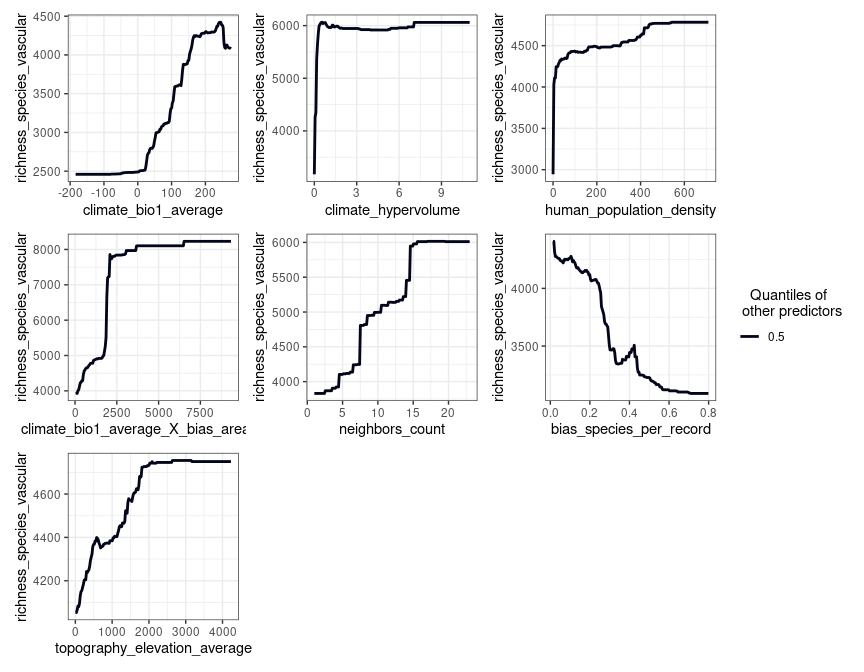 richness_species_vascular
4500
4000
3500
3000
2500
-200 -100 0 100 200
climate_bio1_average
richness_species_vascular
6000
5000
4000
0 3 6 9
climate_hypervolume
richness_species_vascular
4500
4000
3500
3000
0 200 400 600
human_population_density
richness_species_vascular
8000
7000
6000
5000
4000
0 2500 5000 7500
climate_bio1_average_X_bias_area
richness_species_vascular
6000
5000
4000
0 5 10 15 20
neighbors_count
richness_species_vascular
4000
3500
0.0 0.2 0.4 0.6 0.8
bias_species_per_record
Quantiles of
other predictors
0.5
richness_species_vascular
4600
4400
4200
0 1000 2000 3000 4000
topography_elevation_average